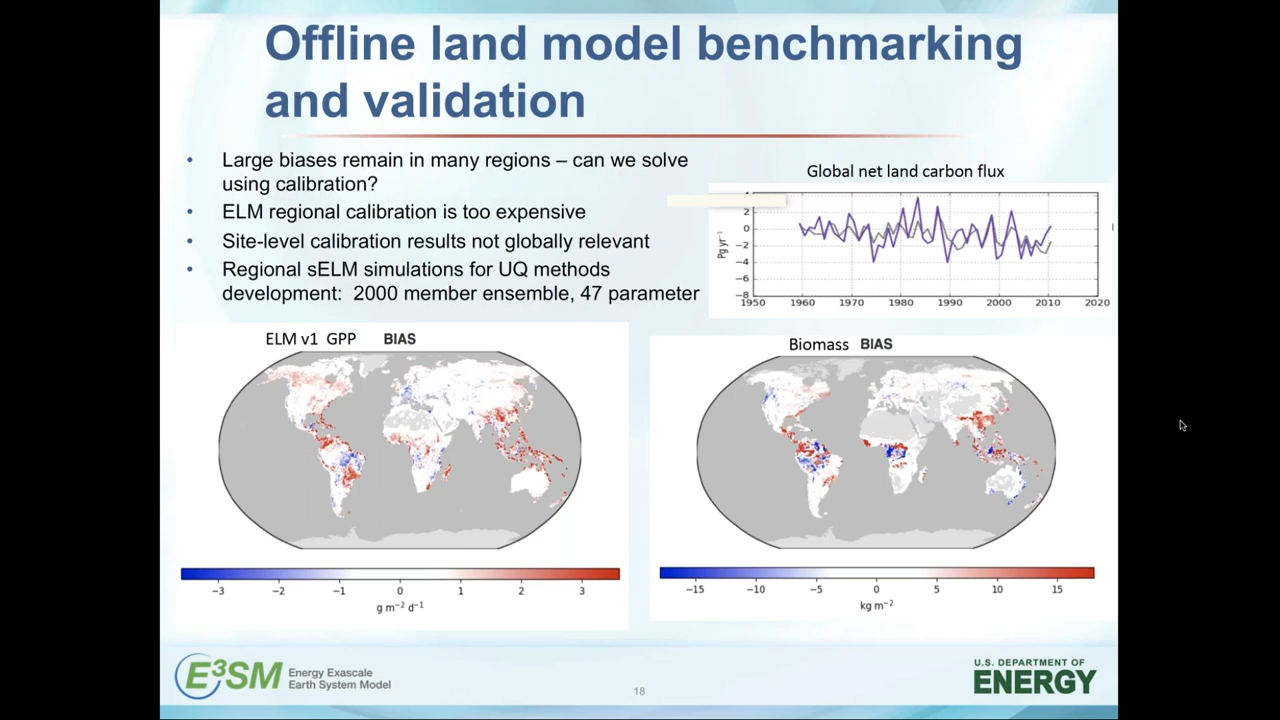 Offline land model benchmarking
and validation
• Large biases remain in many regions – can we solve
using calibration?
• ELM regional calibration is too expensive
• Site-level calibration results not globally relevant
• Regional sELM simulations for UQ methods
development: 2000 member ensemble, 47 parameter
Global net land carbon flux
Pg yr⁻¹
4
2
0
−2
−4
−6
−8
1950 1960 1970 1980 1990 2000 2010 2020
ELM v1 GPP BIAS
−3 −2 −1 0 1 2 3
g m⁻² d⁻¹
Biomass BIAS
−15 −10 −5 0 5 10 15
kg m⁻²
E³SM Energy Exascale
Earth System Model
18
U.S. DEPARTMENT OF
ENERGY